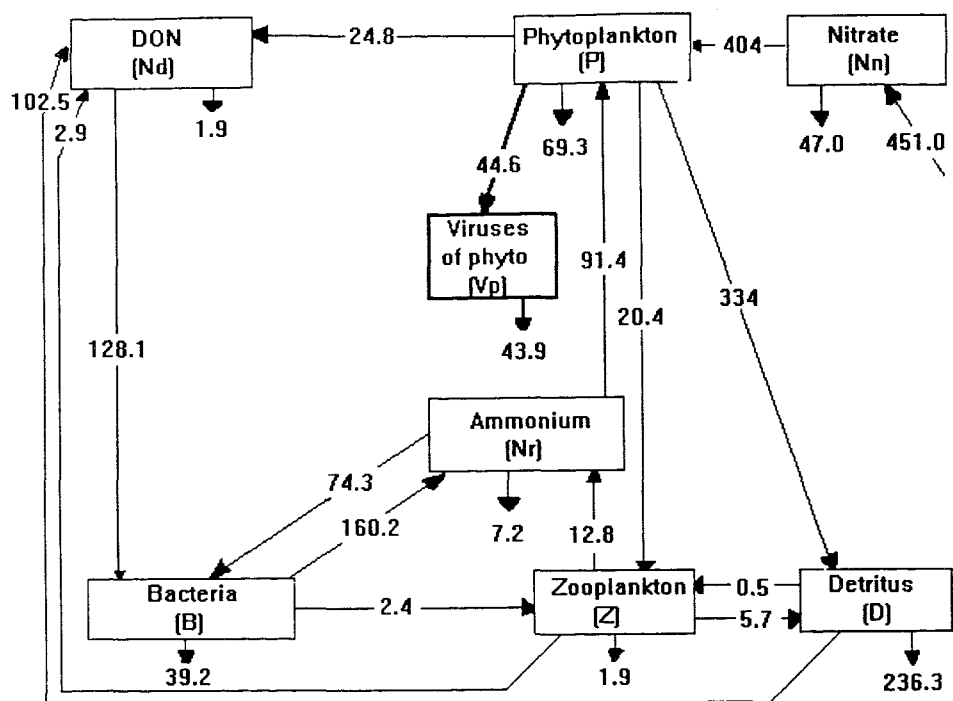 DON
(Nd)
24.8
Phytoplankton
(P)
404
Nitrate
(Nn)
102.5
2.9
1.9
69.3
47.0
451.0
44.6
Viruses
of phyto
(Vp)
91.4
334
20.4
128.1
43.9
Ammonium
(Nr)
74.3
160.2
7.2
12.8
Bacteria
(B)
2.4
Zooplankton
(Z)
0.5
5.7
Detritus
(D)
39.2
1.9
236.3